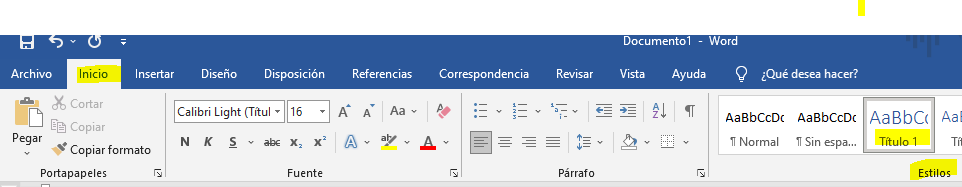 Documento1 - Word
Archivo Inicio Insertar Diseño Disposición Referencias Correspondencia Revisar Vista Ayuda ¿Qué desea hacer?
Pegar
Cortar
Copiar
Copiar formato
Portapapeles
Calibri Light (Títul 16 A A Aa A
N K S abc x₂ x² A aby A
Fuente
Párrafo
AaBbCcDc AaBbCcDc AaBbCc AaB
¶ Normal ¶ Sin espa... Título 1
Estilos